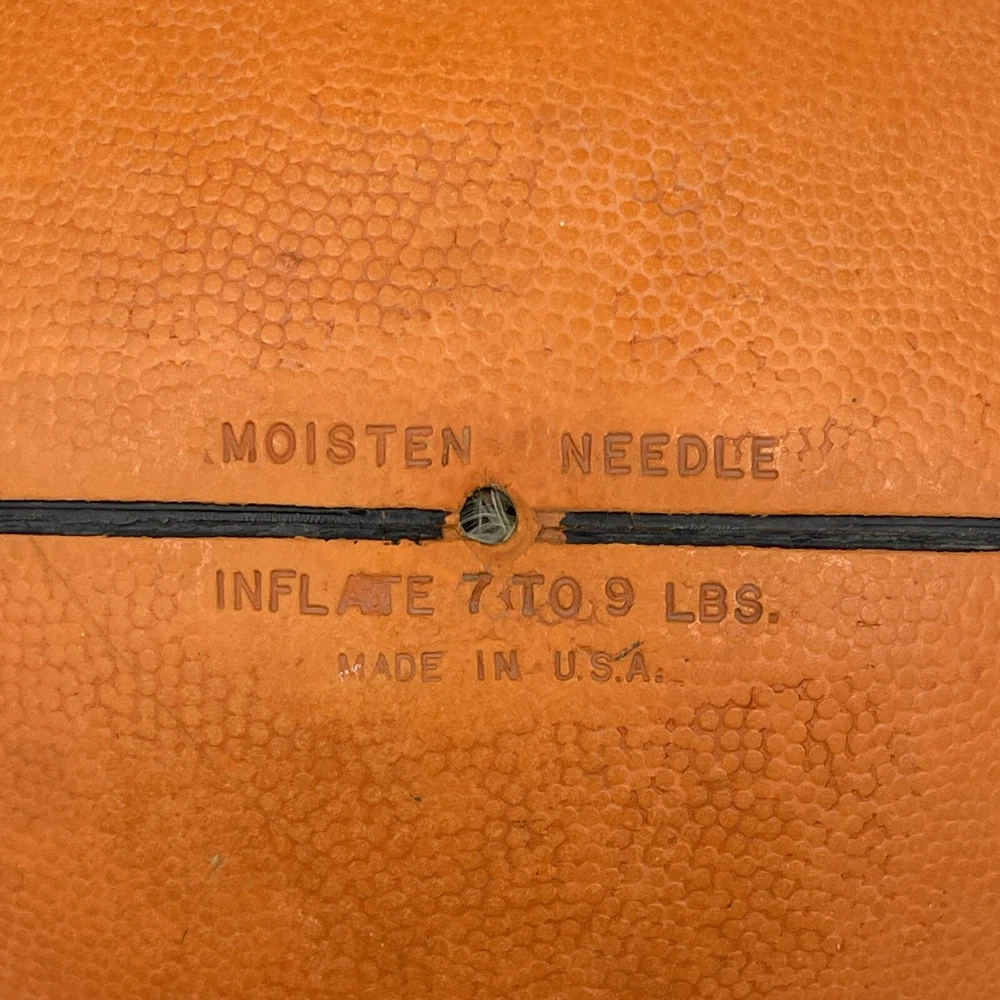 MOISTEN NEEDLE
INFLATE 7 TO 9 LBS.
MADE IN U.S.A.